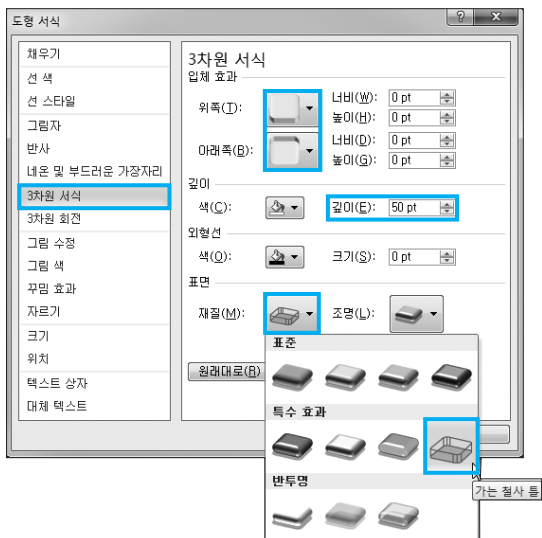 도형 서식
채우기
선 색
선 스타일
그림자
반사
네온 및 부드러운 가장자리
3차원 서식
3차원 회전
그림 수정
그림 색
꾸밈 효과
자르기
크기
위치
텍스트 상자
대체 텍스트
3차원 서식
입체 효과
위쪽(T):
너비(W): 0 pt
높이(H): 0 pt
아래쪽(B):
너비(D): 0 pt
높이(G): 0 pt
깊이
색(C):
깊이(E): 50 pt
외형선
색(O):
크기(S): 0 pt
표면
재질(M):
조명(L):
원래대로(R)
표준
특수 효과
가는 철사 틀
반투명